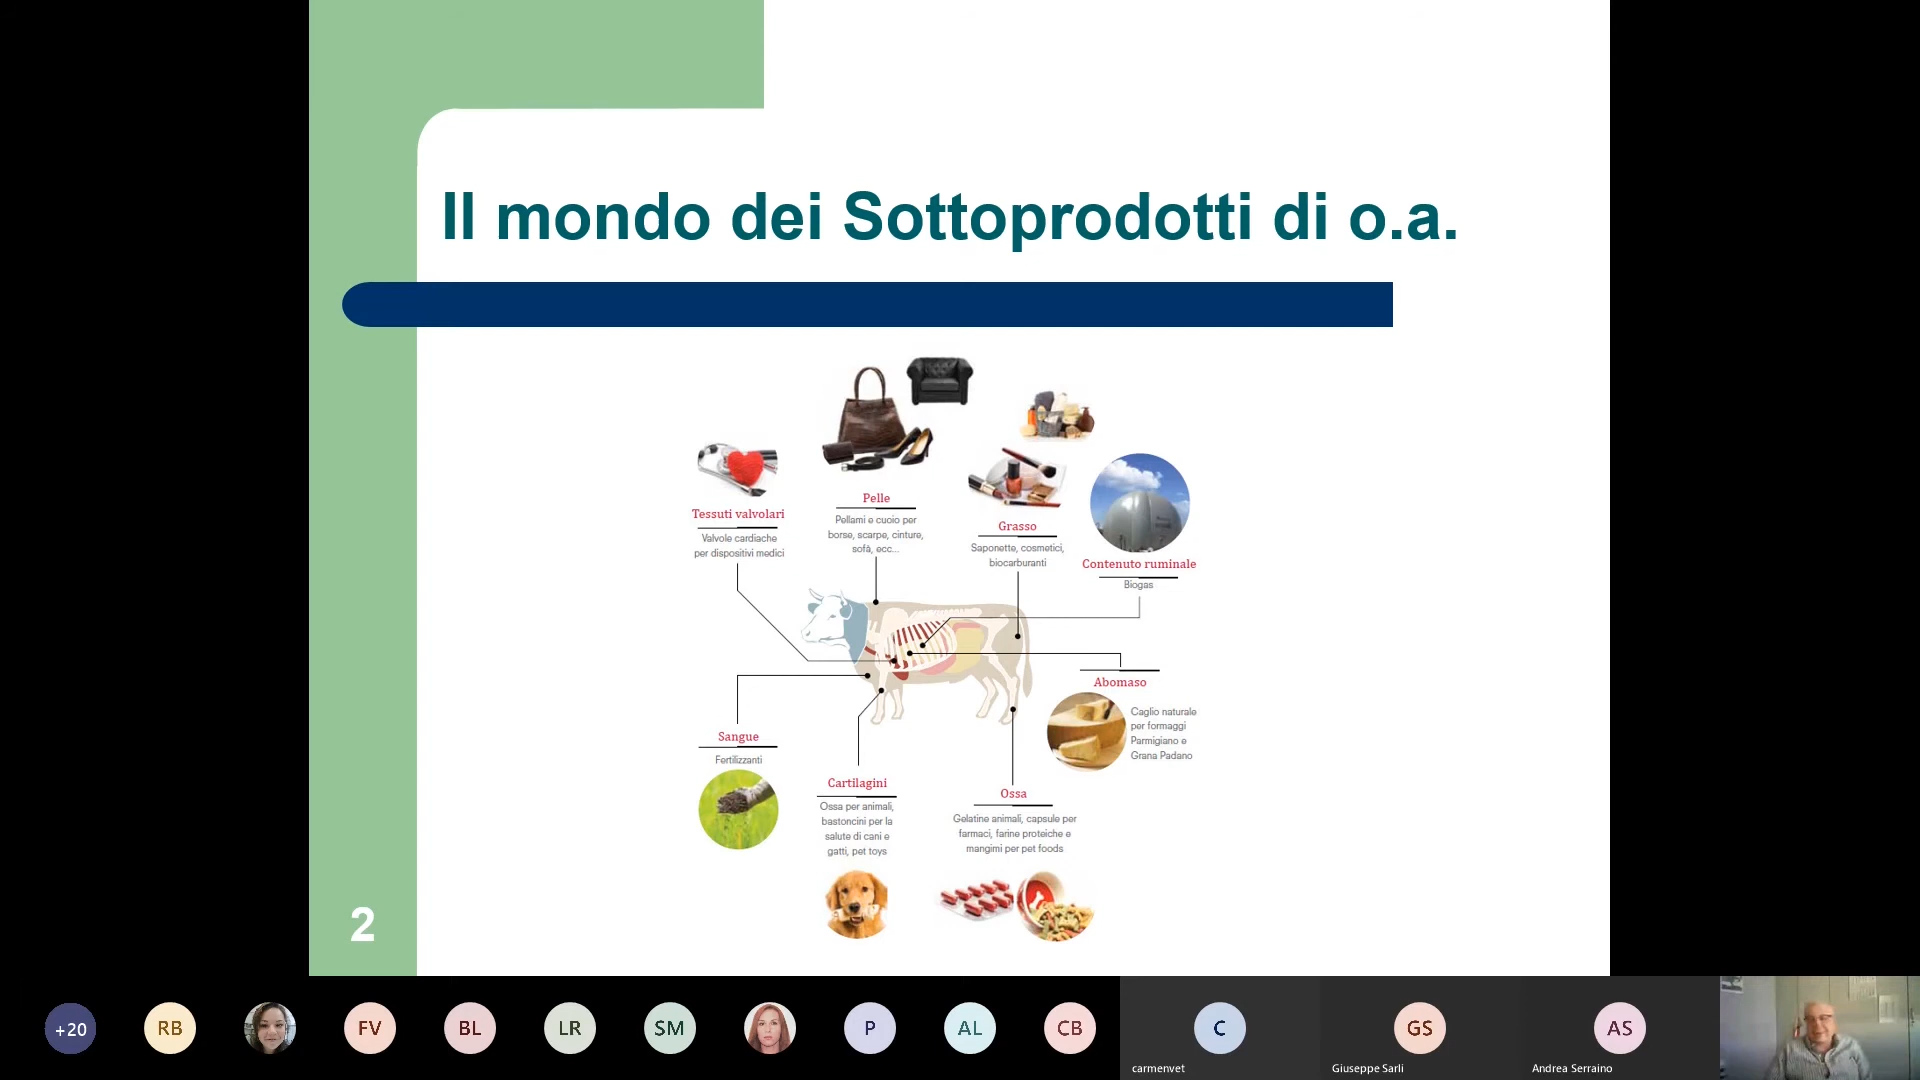 Il mondo dei Sottoprodotti di o.a.
Tessuti valvolari
Valvole cardiache
per dispositivi medici
Pelle
Pellami e cuoio per
borse, scarpe, cinture,
sofà, ecc...
Grasso
Saponette, cosmetici,
biocarburanti
Contenuto ruminale
Biogas
Abomaso
Caglio naturale
per formaggi
Parmigiano e
Grana Padano
Sangue
Fertilizzanti
Cartilagini
Ossa per animali,
bastoncini per la
salute di cani e
gatti, pet toys
Ossa
Gelatine animali, capsule per
farmaci, farine proteiche e
mangimi per pet foods
2
+20
RB
FV
BL
LR
SM
P
AL
CB
C
carmenvet
GS
Giuseppe Sarli
AS
Andrea Serraino